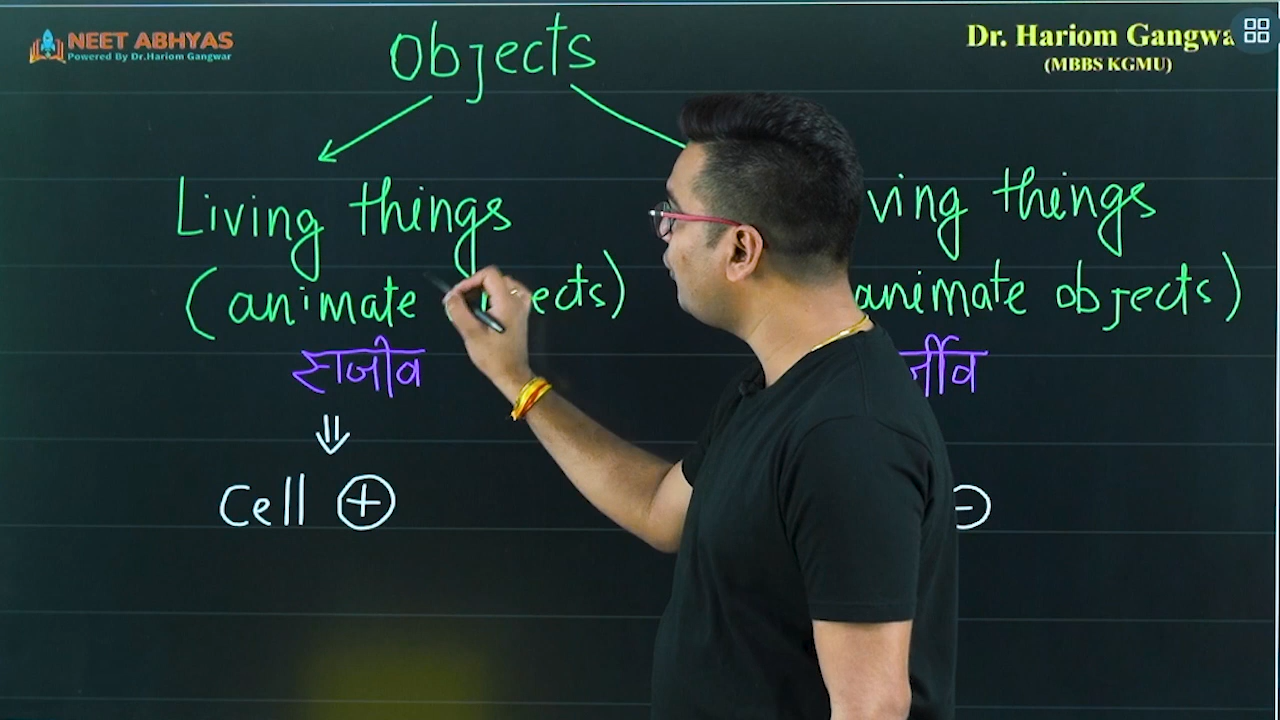 NEET ABHYAS
Powered By Dr.Hariom Gangwar
Dr. Hariom Gangwa
(MBBS KGMU)
Objects
Living things
ving things
(animate ects)
animate objects)
सजीव
र्जीव
Cell ⊕
⊖